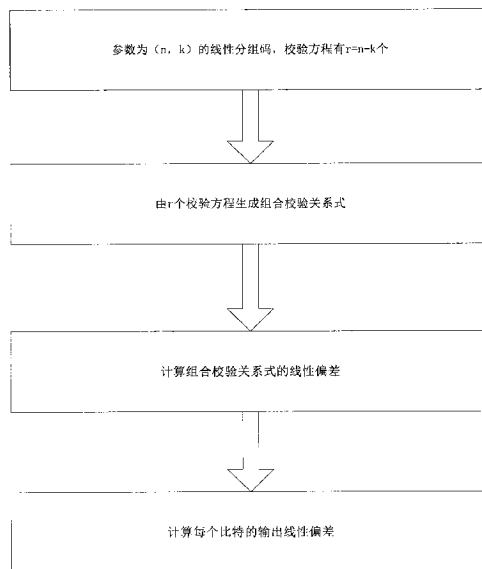 参数为（n，k）的线性分组码，校验方程有r=n-k个
由r个校验方程生成组合校验关系式
计算组合校验关系式的线性偏差
计算每个比特的输出线性偏差